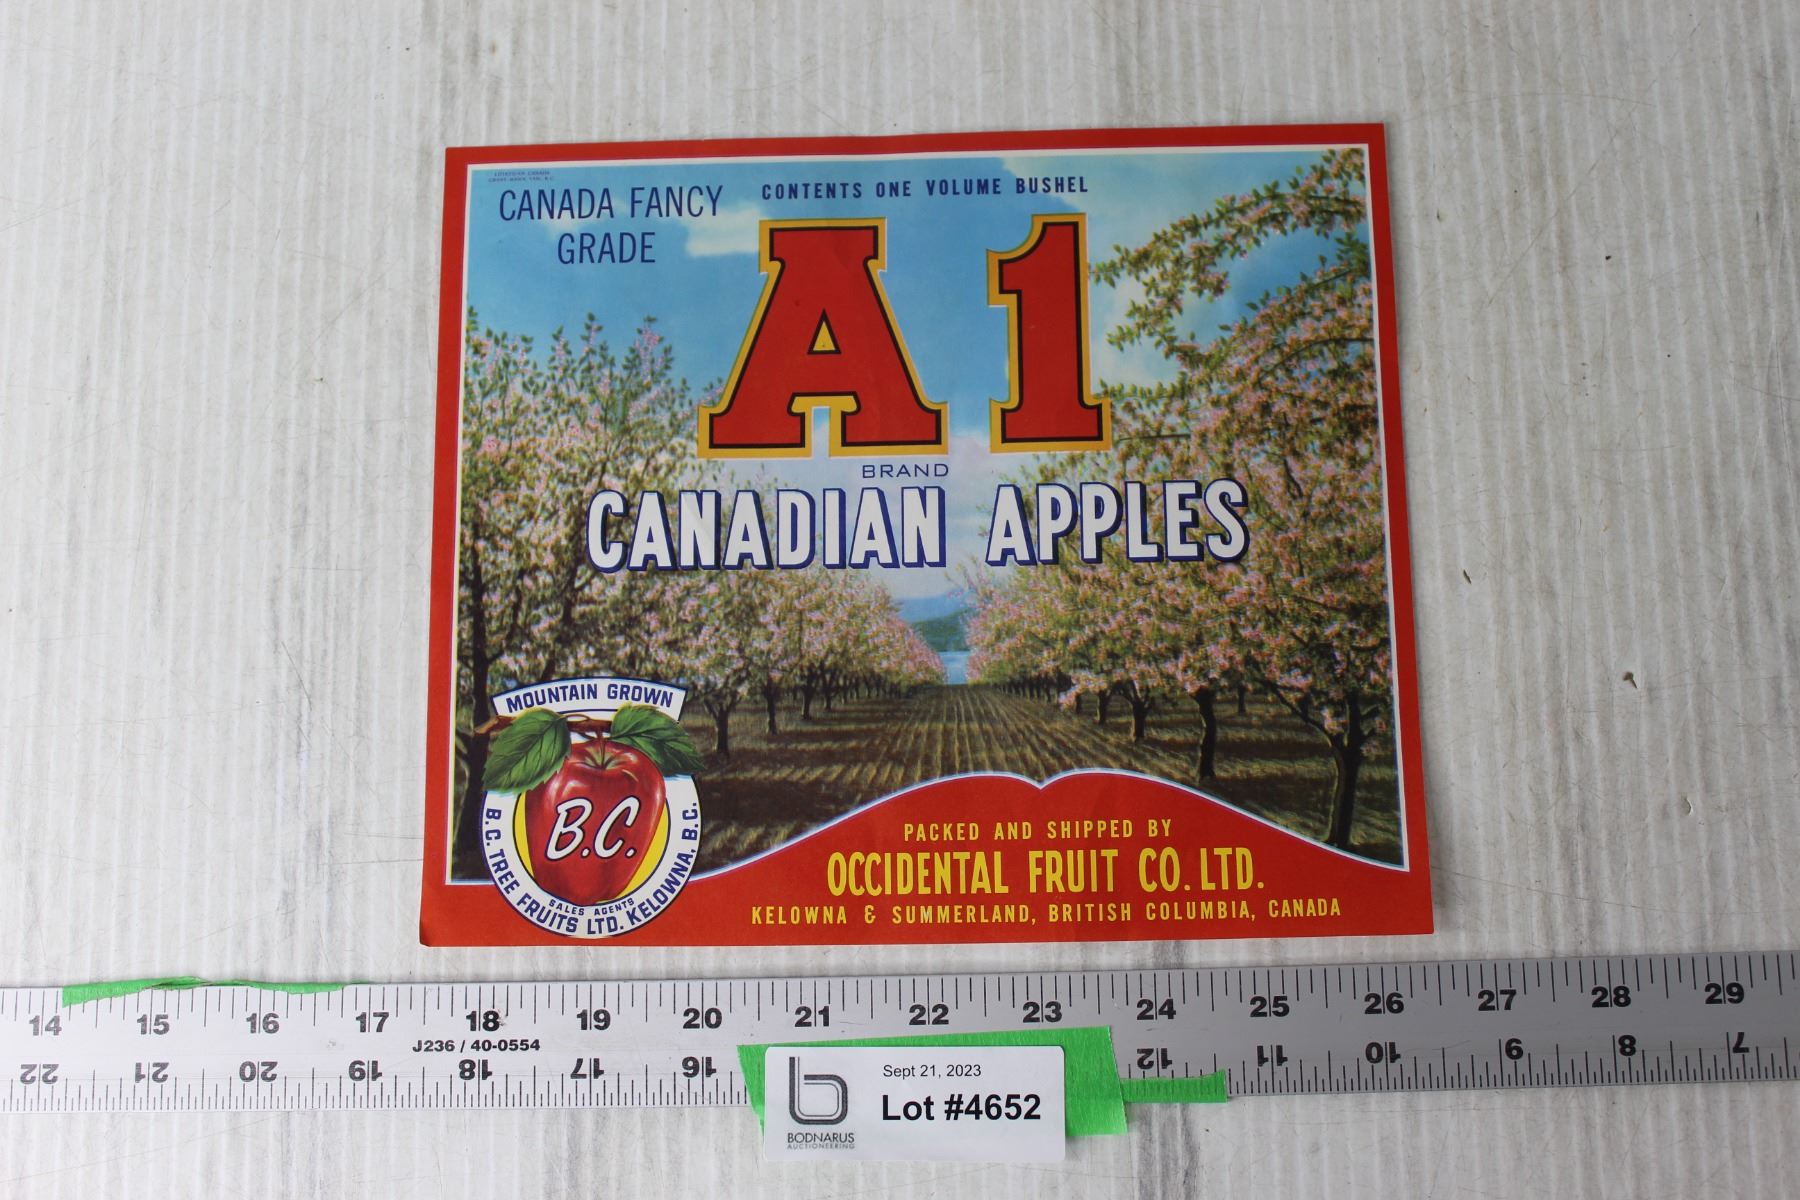 CANADA FANCY
GRADE
CONTENTS ONE VOLUME BUSHEL
A1
BRAND
CANADIAN APPLES
MOUNTAIN GROWN
B.C.
SALES AGENTS
B.C. TREE FRUITS LTD. KELOWNA, B.C.
PACKED AND SHIPPED BY
OCCIDENTAL FRUIT CO. LTD.
KELOWNA & SUMMERLAND, BRITISH COLUMBIA, CANADA
14 15 16 17 18 19 20 21 22 23 24 25 26 27 28 29
J236 / 40-0554
22 21 20 19 18 17 16 12 11 10 9 8 7
Sept 21, 2023
Lot #4652
BODNARUS
AUCTIONEERING